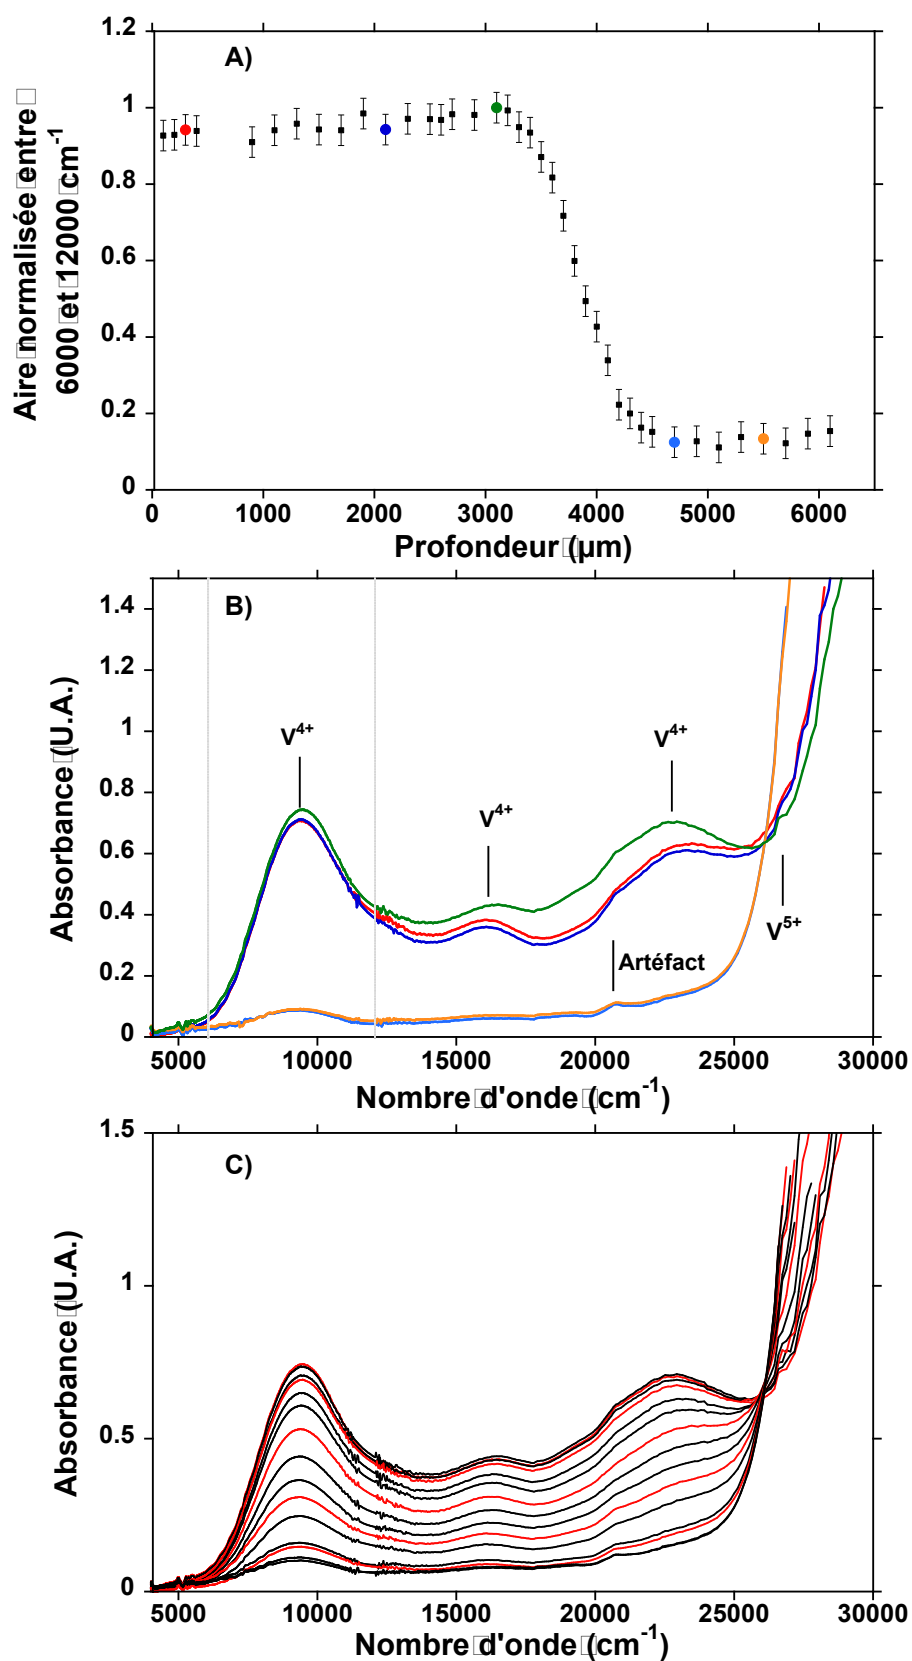 A)
Aire normalisée entre
6000 et 12000 cm-1
1.2
1
0.8
0.6
0.4
0.2
0
0 1000 2000 3000 4000 5000 6000
Profondeur (µm)
B)
Absorbance (U.A.)
1.4
1.2
1
0.8
0.6
0.4
0.2
0
V4+
V4+
V4+
V5+
Artéfact
5000 10000 15000 20000 25000 30000
Nombre d'onde (cm-1)
C)
Absorbance (U.A.)
1.5
1
0.5
0
5000 10000 15000 20000 25000 30000
Nombre d'onde (cm-1)